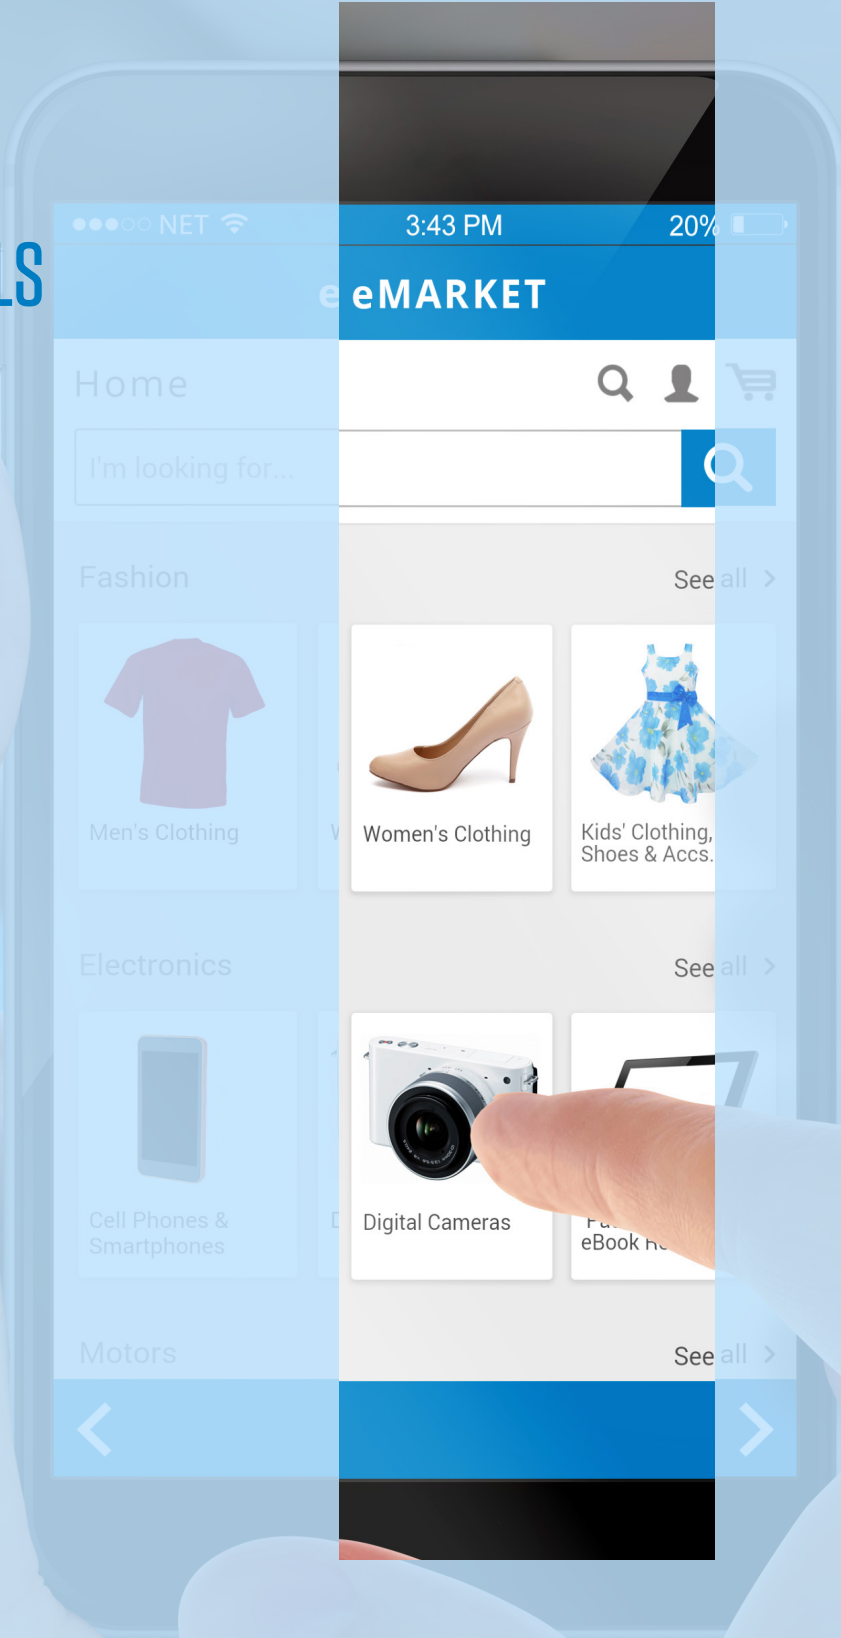 NET 3:43 PM 20%
LS
e eMARKET
Home
I'm looking for...
Fashion
See all
Men's Clothing
Women's Clothing
Kids' Clothing,
Shoes & Accs.
Electronics
See all
Cell Phones &
Smartphones
Digital Cameras
eBook
Motors
See all